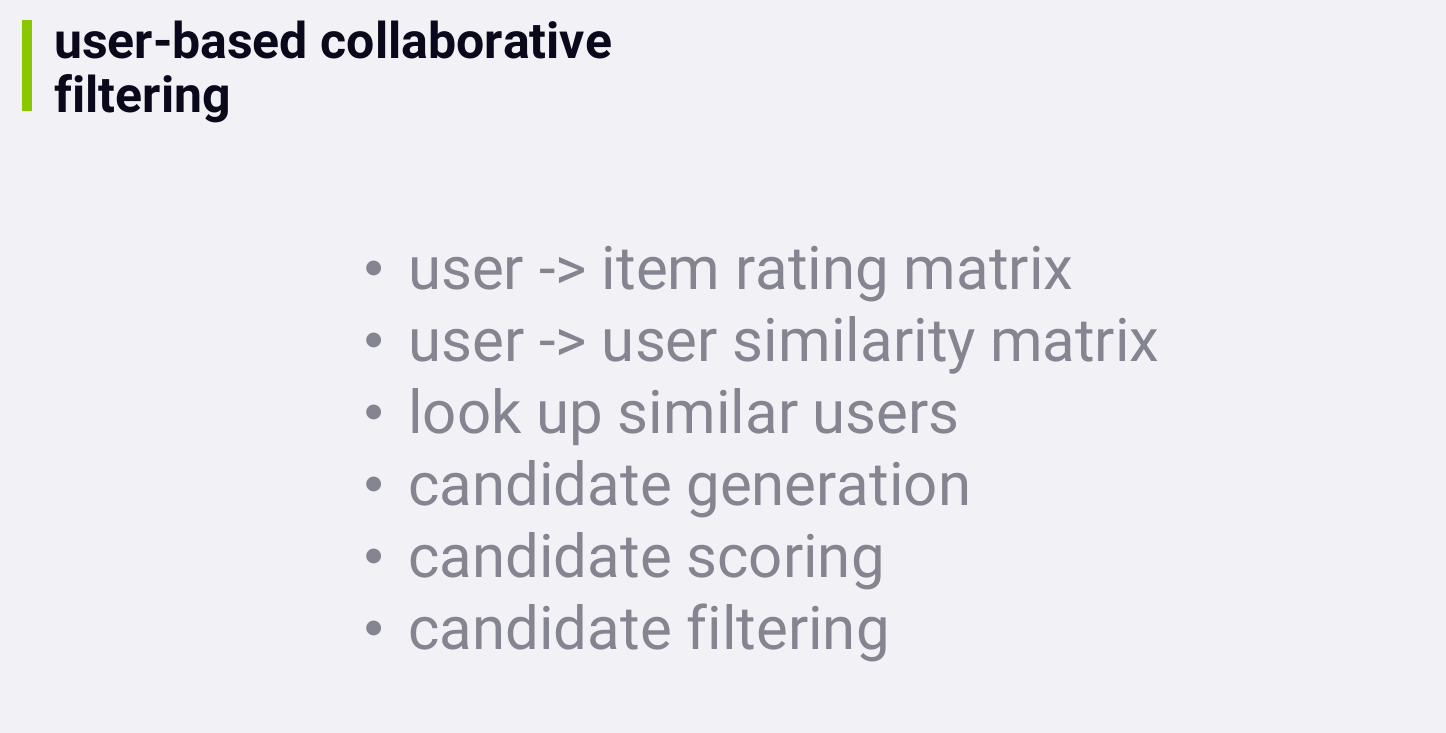 user-based collaborative
filtering
• user -> item rating matrix
• user -> user similarity matrix
• look up similar users
• candidate generation
• candidate scoring
• candidate filtering